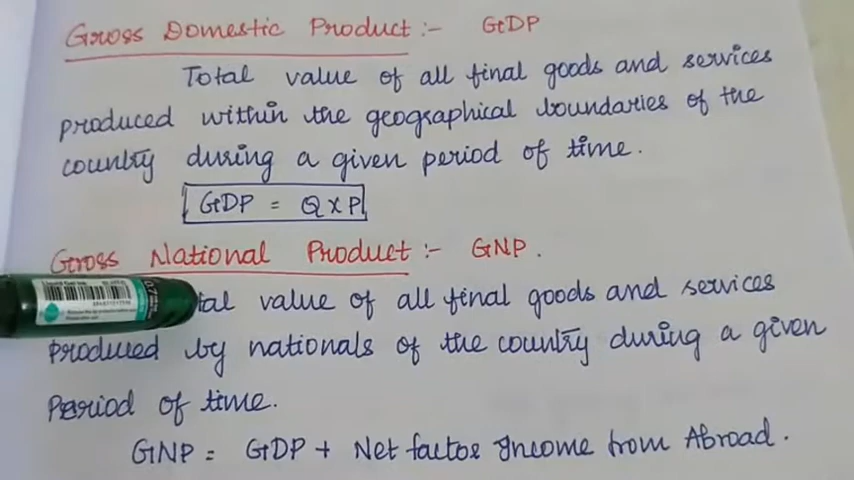 Gross Domestic Product :- GDP
Total value of all final goods and services
produced within the geographical boundaries of the
country during a given period of time.
GDP = Q x P
Gross National Product :- GNP.
value of all final goods and services
produced by nationals of the country during a given
Period of time.
GNP = GDP + Net factor Income from Abroad.